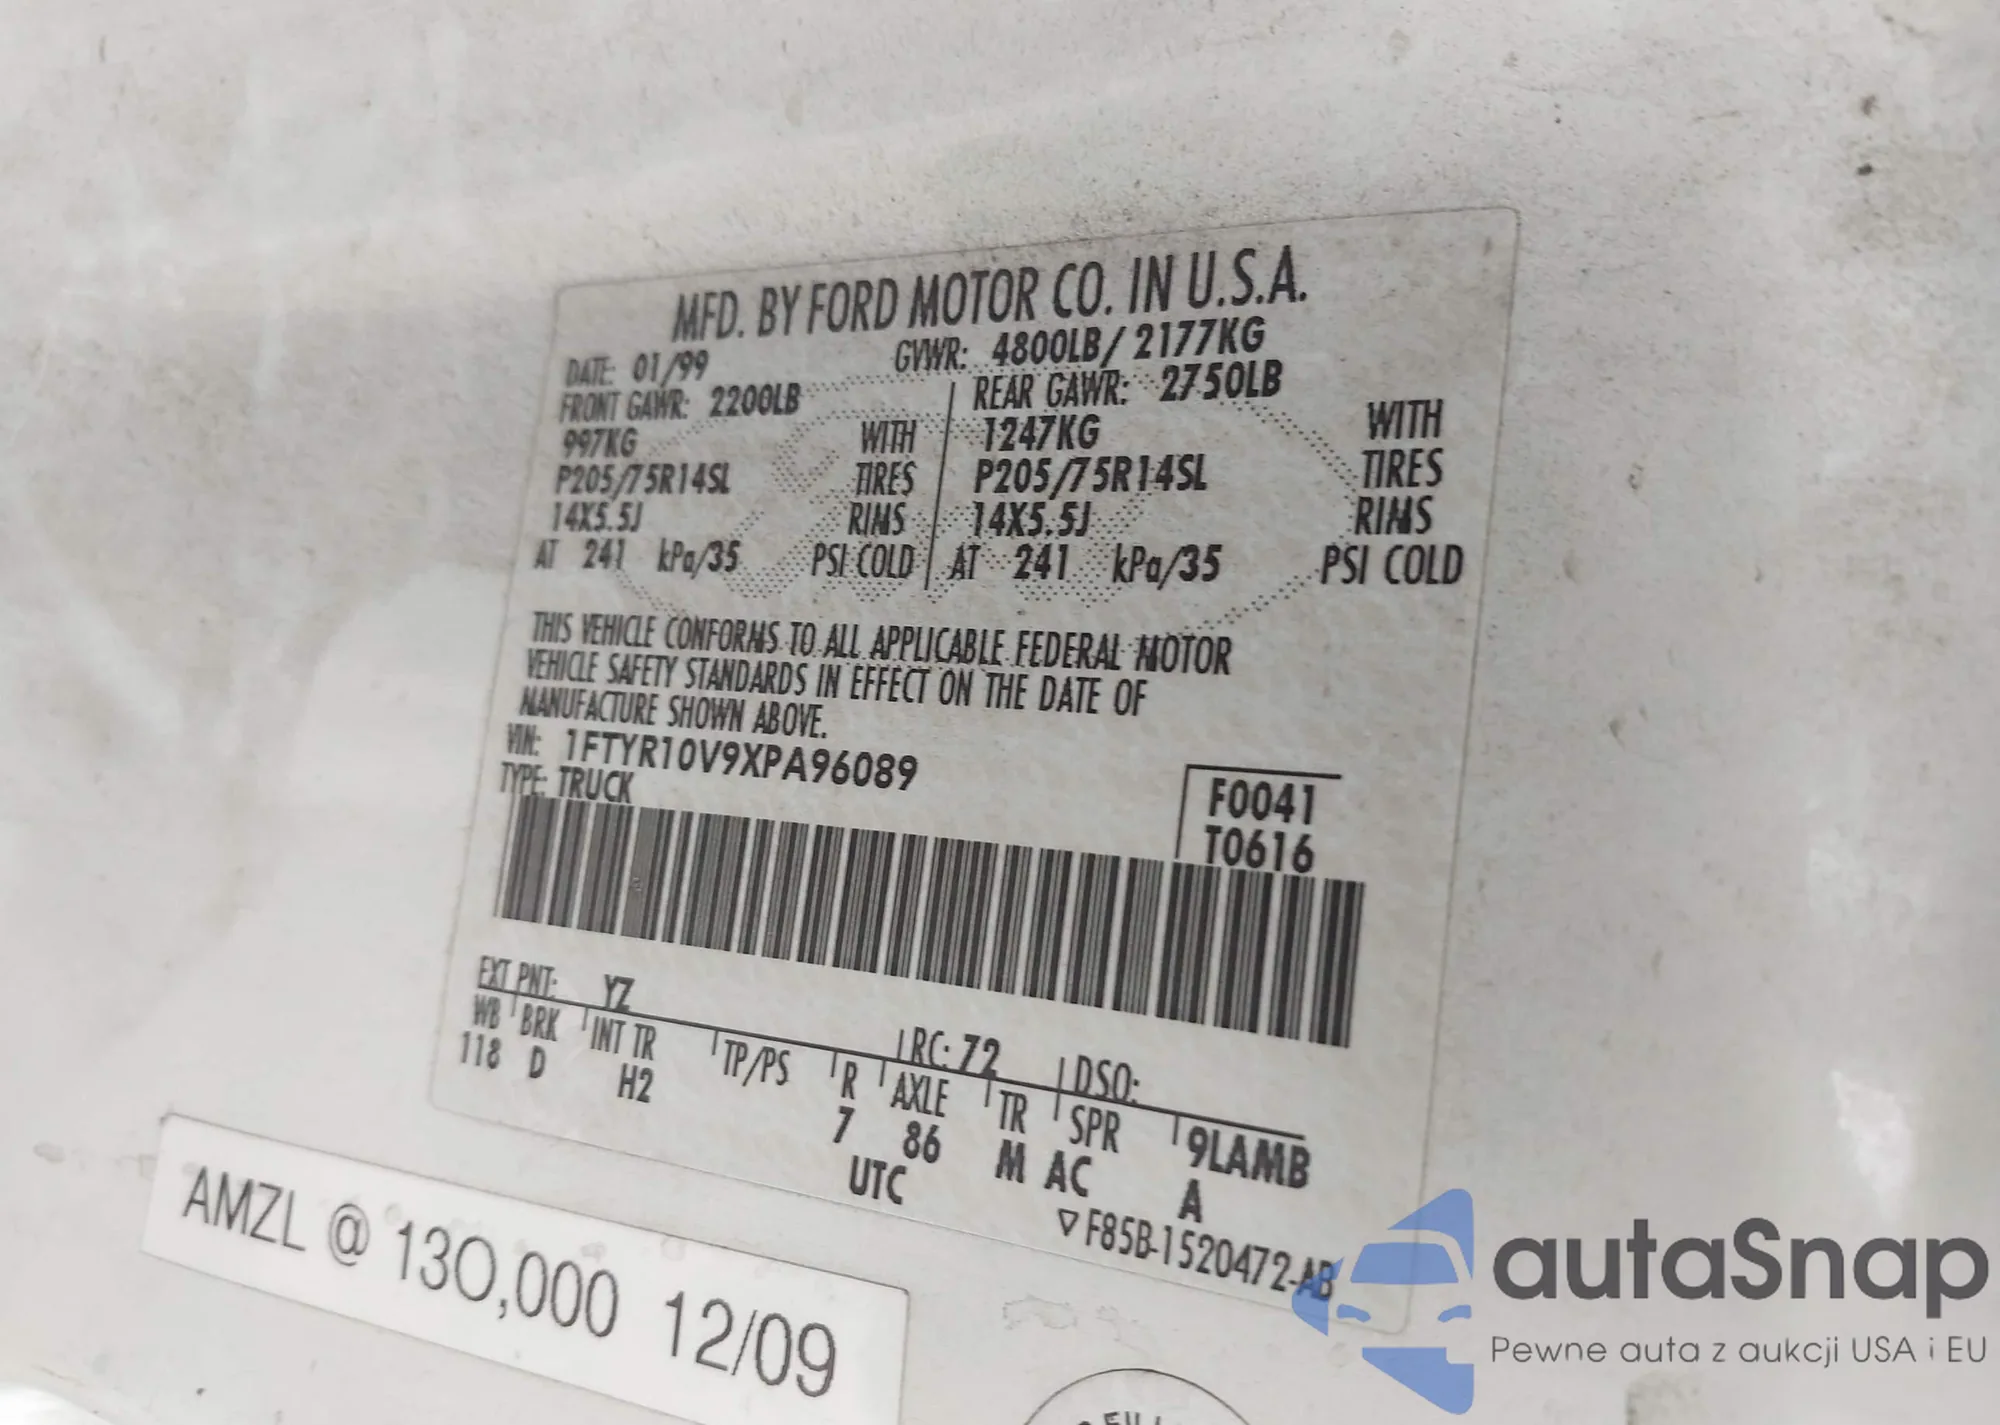 MFD. BY FORD MOTOR CO. IN U.S.A.
DATE: 01/99 GVWR: 4800LB/ 2177KG
FRONT GAWR: 2200LB REAR GAWR: 2750LB
997KG WITH 1247KG WITH
P205/75R14SL TIRES P205/75R14SL TIRES
14X5.5J RIMS 14X5.5J RIMS
AT 241 kPa/35 PSI COLD AT 241 kPa/35 PSI COLD
THIS VEHICLE CONFORMS TO ALL APPLICABLE FEDERAL MOTOR
VEHICLE SAFETY STANDARDS IN EFFECT ON THE DATE OF
MANUFACTURE SHOWN ABOVE.
VIN: 1FTYR10V9XPA96089
TYPE: TRUCK
F0041
T0616
EXT PNT: YZ RC: 72 DSO:
WB BRK INT TR TP/PS R AXLE TR SPR 9LAMB
118 D H2 7 86 M AC A
UTC
▽F85B-1520472-AB
AMZL @ 130,000 12/09
autaSnap
Pewne auta z aukcji USA i EU